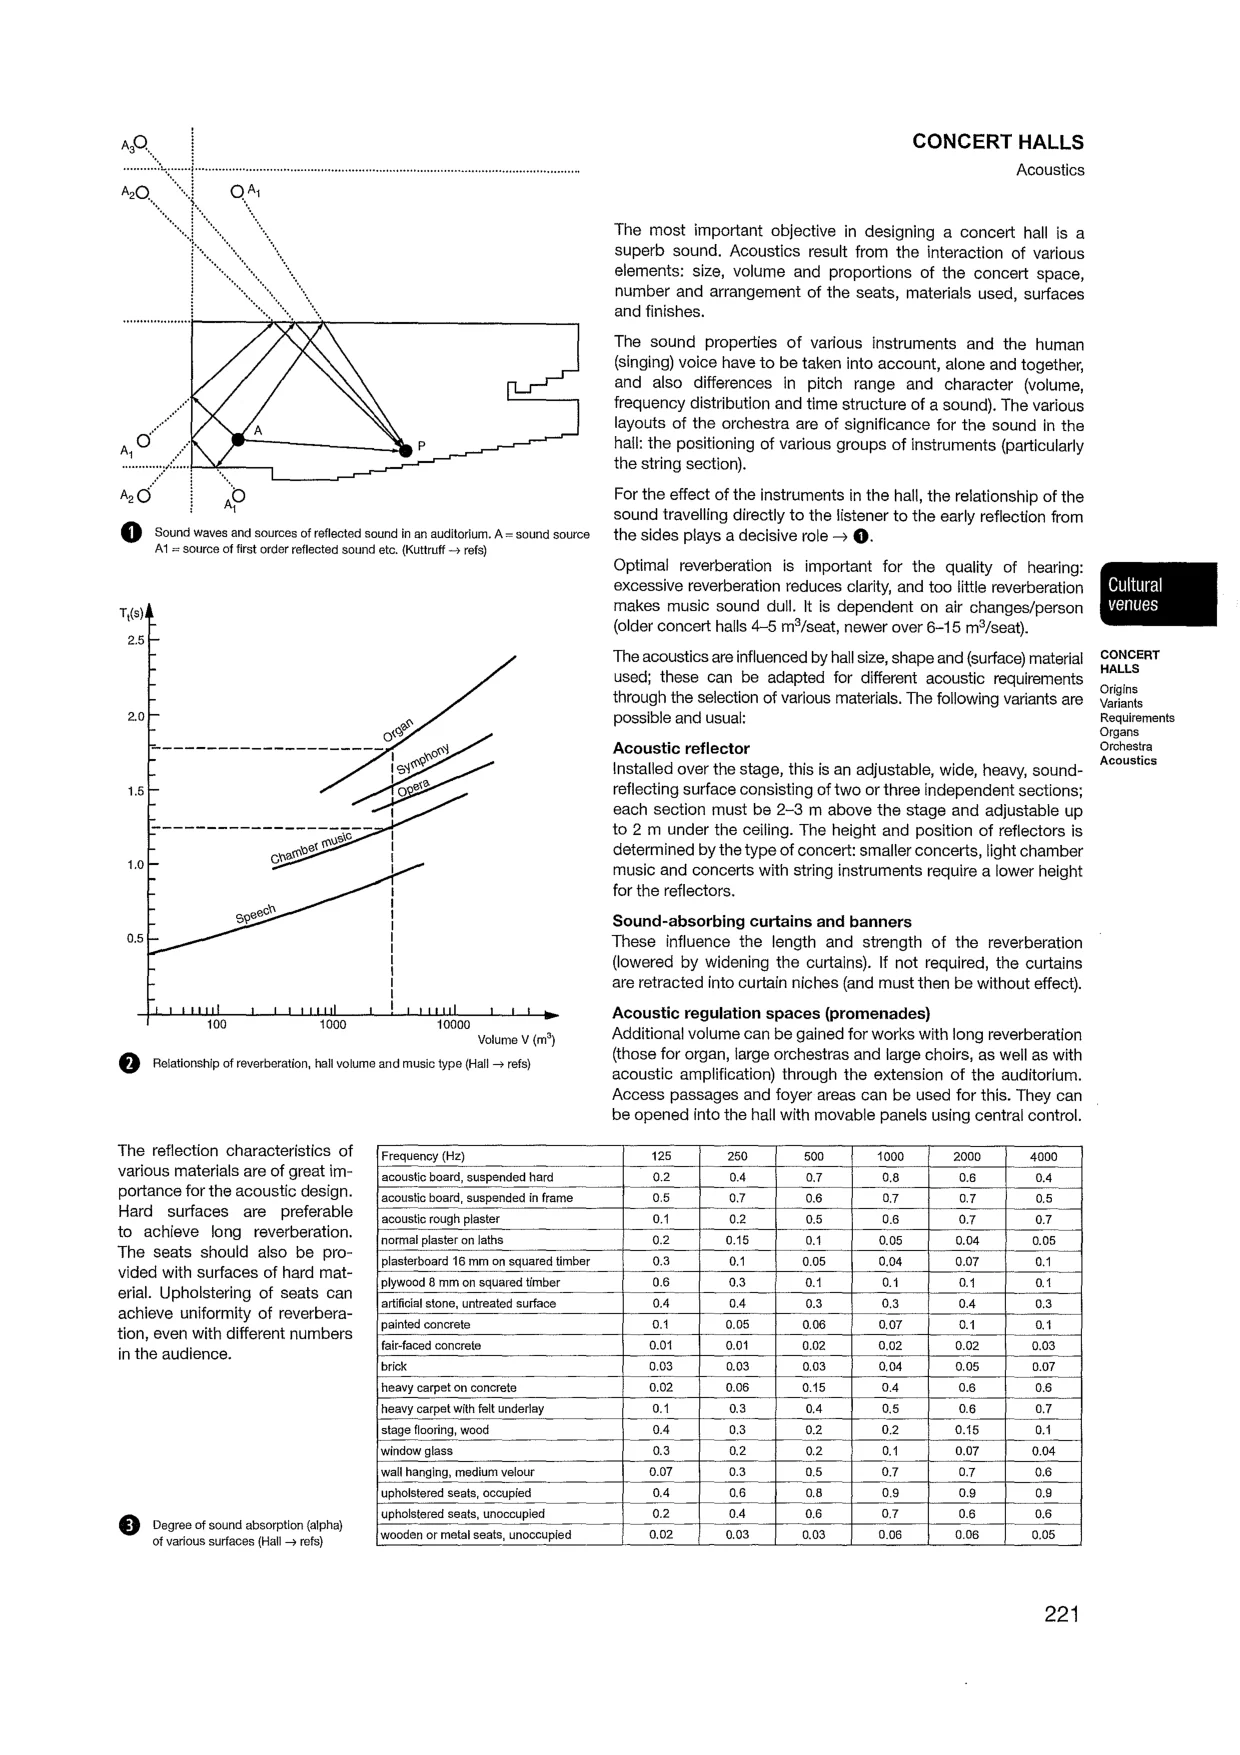 CONCERT HALLS
Acoustics
A3
A2
A1
A
P
A1
A2
A1
❶ Sound waves and sources of reflected sound in an auditorium. A = sound source
A1 = source of first order reflected sound etc. (Kuttruff → refs)
Tt(s)
2.5
2.0
1.5
1.0
0.5
Organ
Symphony
Opera
Chamber music
Speech
100 1000 10000
Volume V (m³)
❷ Relationship of reverberation, hall volume and music type (Hall → refs)
The most important objective in designing a concert hall is a
superb sound. Acoustics result from the interaction of various
elements: size, volume and proportions of the concert space,
number and arrangement of the seats, materials used, surfaces
and finishes.
The sound properties of various instruments and the human
(singing) voice have to be taken into account, alone and together,
and also differences in pitch range and character (volume,
frequency distribution and time structure of a sound). The various
layouts of the orchestra are of significance for the sound in the
hall: the positioning of various groups of instruments (particularly
the string section).
For the effect of the instruments in the hall, the relationship of the
sound travelling directly to the listener to the early reflection from
the sides plays a decisive role → ❶.
Optimal reverberation is important for the quality of hearing:
excessive reverberation reduces clarity, and too little reverberation
makes music sound dull. It is dependent on air changes/person
(older concert halls 4–5 m³/seat, newer over 6–15 m³/seat).
The acoustics are influenced by hall size, shape and (surface) material
used; these can be adapted for different acoustic requirements
through the selection of various materials. The following variants are
possible and usual:
Acoustic reflector
Installed over the stage, this is an adjustable, wide, heavy, sound-
reflecting surface consisting of two or three independent sections;
each section must be 2–3 m above the stage and adjustable up
to 2 m under the ceiling. The height and position of reflectors is
determined by the type of concert: smaller concerts, light chamber
music and concerts with string instruments require a lower height
for the reflectors.
Sound-absorbing curtains and banners
These influence the length and strength of the reverberation
(lowered by widening the curtains). If not required, the curtains
are retracted into curtain niches (and must then be without effect).
Acoustic regulation spaces (promenades)
Additional volume can be gained for works with long reverberation
(those for organ, large orchestras and large choirs, as well as with
acoustic amplification) through the extension of the auditorium.
Access passages and foyer areas can be used for this. They can
be opened into the hall with movable panels using central control.
Cultural
venues
CONCERT
HALLS
Origins
Variants
Requirements
Organs
Orchestra
Acoustics
The reflection characteristics of
various materials are of great im-
portance for the acoustic design.
Hard surfaces are preferable
to achieve long reverberation.
The seats should also be pro-
vided with surfaces of hard mat-
erial. Upholstering of seats can
achieve uniformity of reverbera-
tion, even with different numbers
in the audience.
❸ Degree of sound absorption (alpha)
of various surfaces (Hall → refs)
Frequency (Hz) 125 250 500 1000 2000 4000
acoustic board, suspended hard 0.2 0.4 0.7 0.8 0.6 0.4
acoustic board, suspended in frame 0.5 0.7 0.6 0.7 0.7 0.5
acoustic rough plaster 0.1 0.2 0.5 0.6 0.7 0.7
normal plaster on laths 0.2 0.15 0.1 0.05 0.04 0.05
plasterboard 16 mm on squared timber 0.3 0.1 0.05 0.04 0.07 0.1
plywood 8 mm on squared timber 0.6 0.3 0.1 0.1 0.1 0.1
artificial stone, untreated surface 0.4 0.4 0.3 0.3 0.4 0.3
painted concrete 0.1 0.05 0.06 0.07 0.1 0.1
fair-faced concrete 0.01 0.01 0.02 0.02 0.02 0.03
brick 0.03 0.03 0.03 0.04 0.05 0.07
heavy carpet on concrete 0.02 0.06 0.15 0.4 0.6 0.6
heavy carpet with felt underlay 0.1 0.3 0.4 0.5 0.6 0.7
stage flooring, wood 0.4 0.3 0.2 0.2 0.15 0.1
window glass 0.3 0.2 0.2 0.1 0.07 0.04
wall hanging, medium velour 0.07 0.3 0.5 0.7 0.7 0.6
upholstered seats, occupied 0.4 0.6 0.8 0.9 0.9 0.9
upholstered seats, unoccupied 0.2 0.4 0.6 0.7 0.6 0.6
wooden or metal seats, unoccupied 0.02 0.03 0.03 0.06 0.06 0.05
221